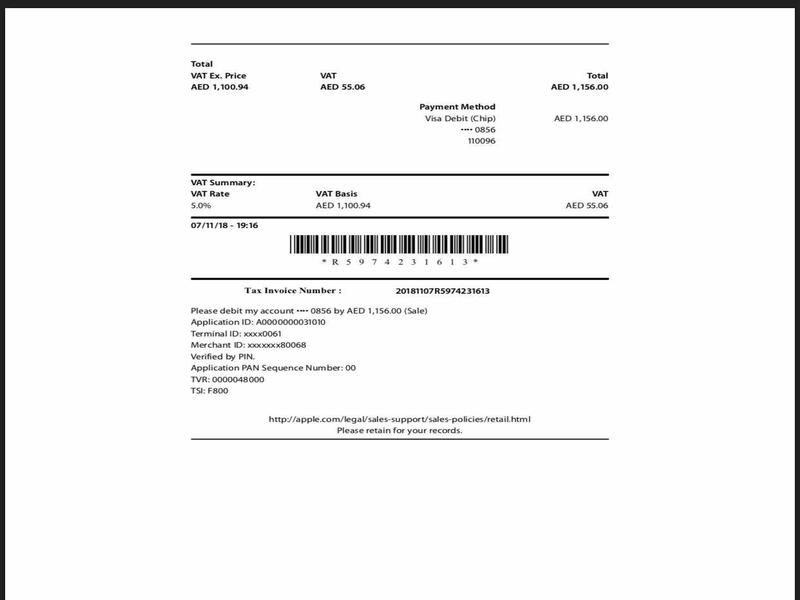 Total
VAT Ex. Price VAT Total
AED 1,100.94 AED 55.06 AED 1,156.00
Payment Method
Visa Debit (Chip) AED 1,156.00
•••• 0856
110096
VAT Summary:
VAT Rate VAT Basis VAT
5.0% AED 1,100.94 AED 55.06
07/11/18 - 19:16
*R5974231613*
Tax Invoice Number : 20181107R5974231613
Please debit my account •••• 0856 by AED 1,156.00 (Sale)
Application ID: A0000000031010
Terminal ID: xxxx0061
Merchant ID: xxxxxxx80068
Verified by PIN.
Application PAN Sequence Number: 00
TVR: 0000048000
TSI: F800
http://apple.com/legal/sales-support/sales-policies/retail.html
Please retain for your records.